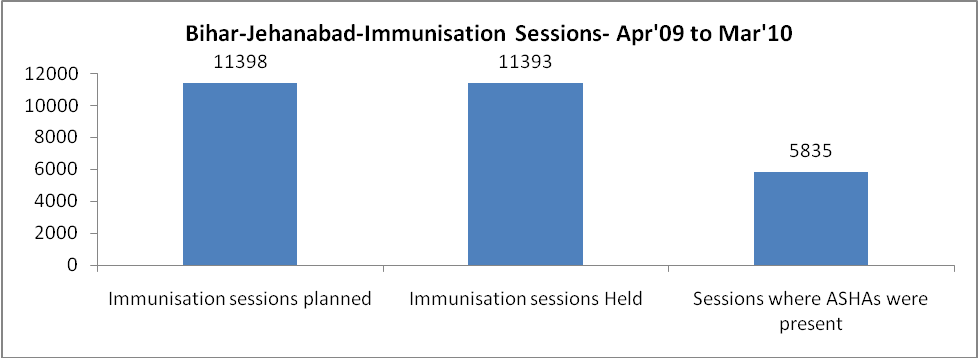 Bihar-Jehanabad-Immunisation Sessions- Apr'09 to Mar'10
11398
11393
5835
12000
10000
8000
6000
4000
2000
0
Immunisation sessions planned
Immunisation sessions Held
Sessions where ASHAs were
present